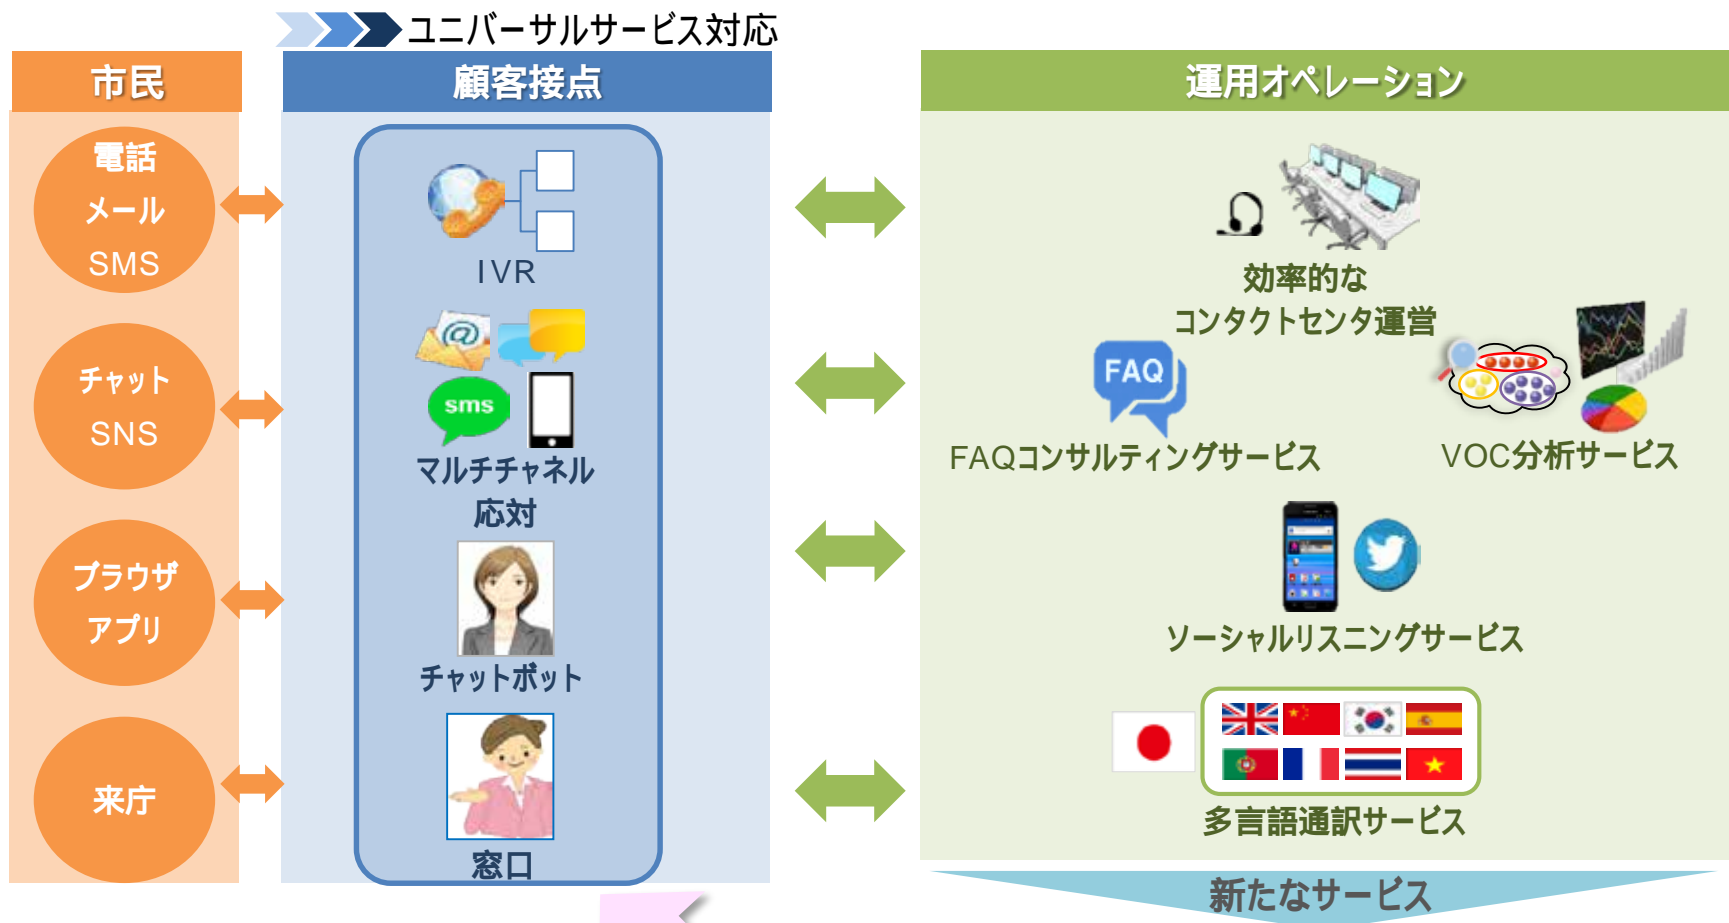 ユニバーサルサービス対応
市民
電話
メール
SMS
チャット
SNS
ブラウザ
アプリ
来庁
顧客接点
IVR
@
sms
マルチチャネル
応対
チャットボット
窓口
運用オペレーション
効率的な
コンタクトセンタ運営
FAQ
FAQコンサルティングサービス
VOC分析サービス
ソーシャルリスニングサービス
多言語通訳サービス
新たなサービス